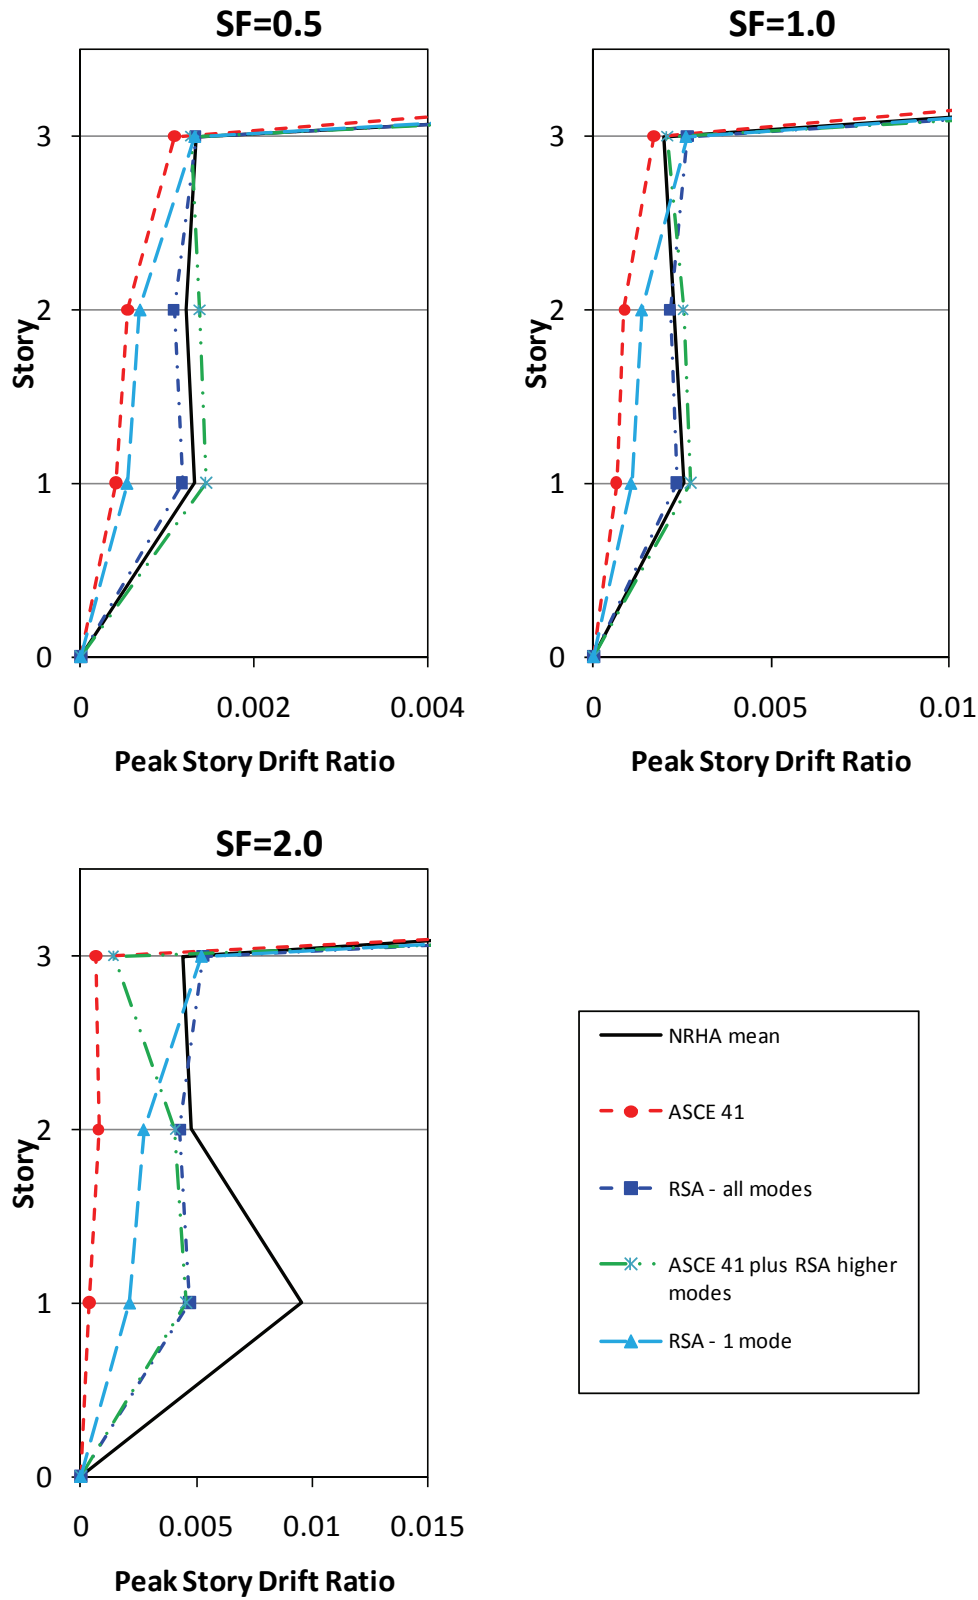 SF=0.5
3
2
1
0
Story
0 0.002 0.004
Peak Story Drift Ratio
SF=1.0
3
2
1
0
Story
0 0.005 0.01
Peak Story Drift Ratio
SF=2.0
3
2
1
0
Story
0 0.005 0.01 0.015
Peak Story Drift Ratio
NRHA mean
ASCE 41
RSA - all modes
ASCE 41 plus RSA higher
modes
RSA - 1 mode